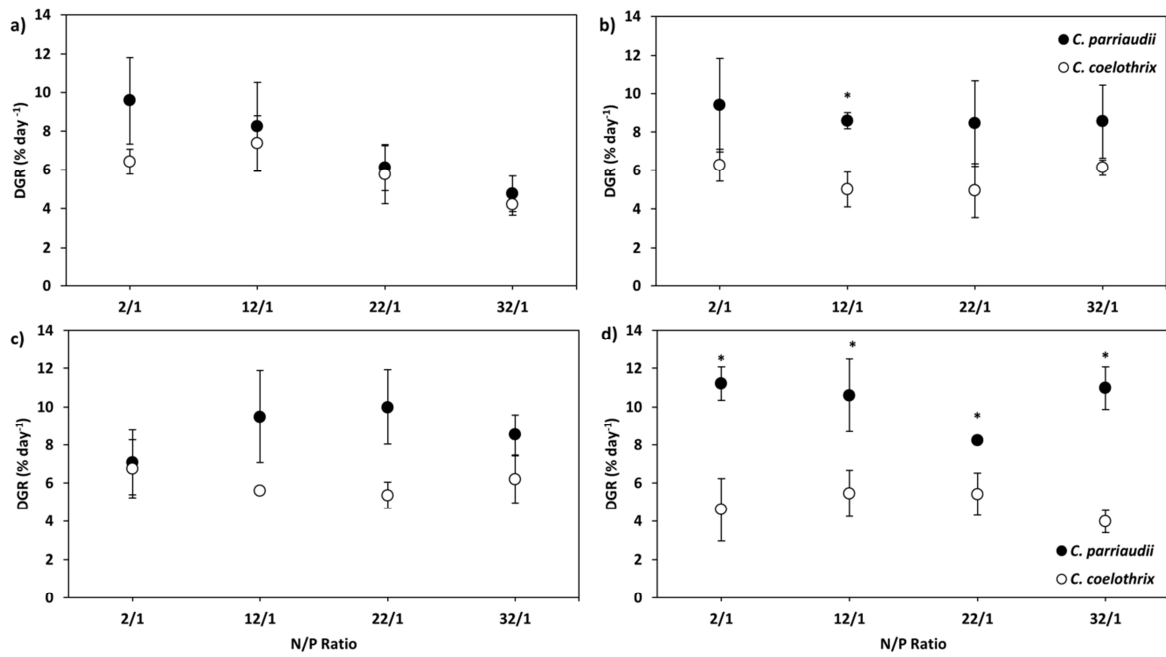 a)
14
12
10
8
6
4
2
0
DGR (% day -1)
2/1 12/1 22/1 32/1
b)
14
12
10
8
6
4
2
0
DGR (% day-1)
C. parriaudii
C. coelothrix
*
2/1 12/1 22/1 32/1
c)
14
12
10
8
6
4
2
0
DGR (% day-1)
2/1 12/1 22/1 32/1
N/P Ratio
d)
14
12
10
8
6
4
2
0
DGR (% day-1)
* * * *
C. parriaudii
C. coelothrix
2/1 12/1 22/1 32/1
N/P Ratio